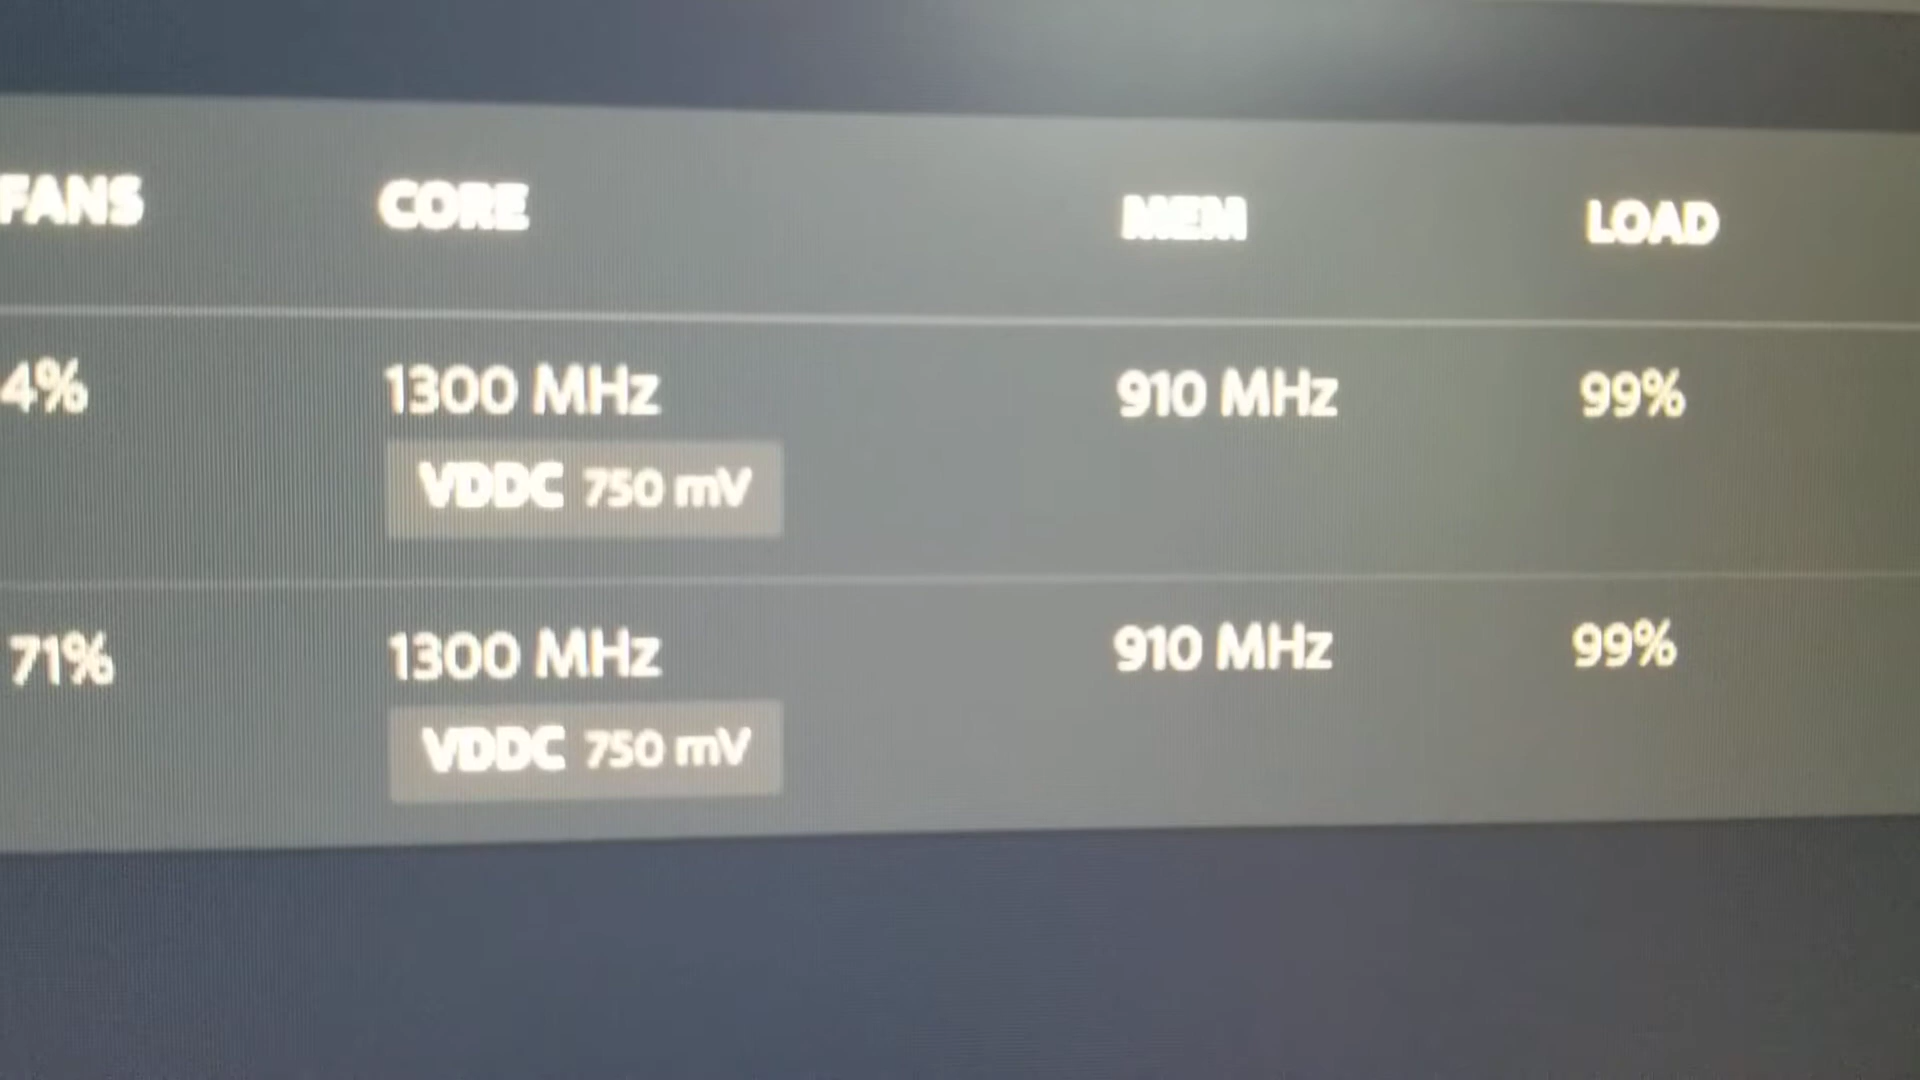 FANS CORE MEM LOAD
4% 1300 MHz 910 MHz 99%
VDDC 750 mV
71% 1300 MHz 910 MHz 99%
VDDC 750 mV